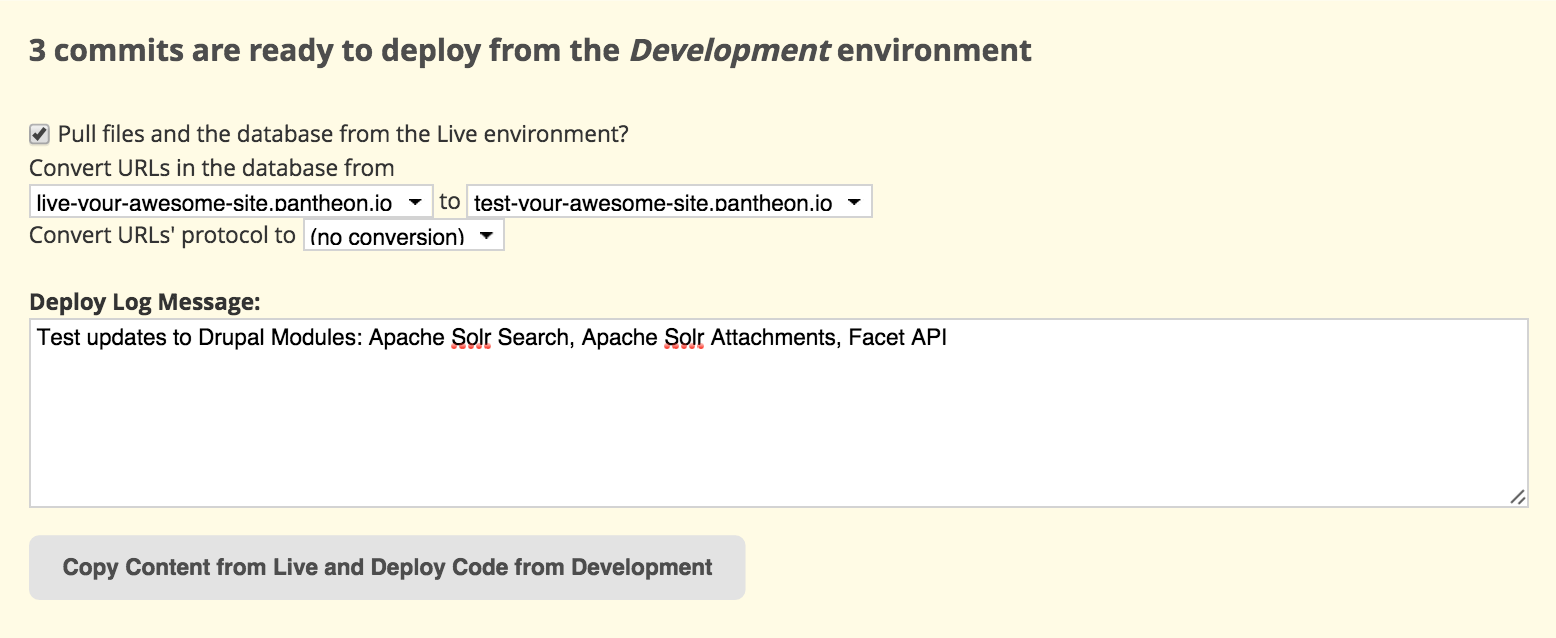 3 commits are ready to deploy from the Development environment
Pull files and the database from the Live environment?
Convert URLs in the database from
live-your-awesome-site.pantheon.io to test-your-awesome-site.pantheon.io
Convert URLs' protocol to (no conversion)
Deploy Log Message:
Test updates to Drupal Modules: Apache Solr Search, Apache Solr Attachments, Facet API
Copy Content from Live and Deploy Code from Development